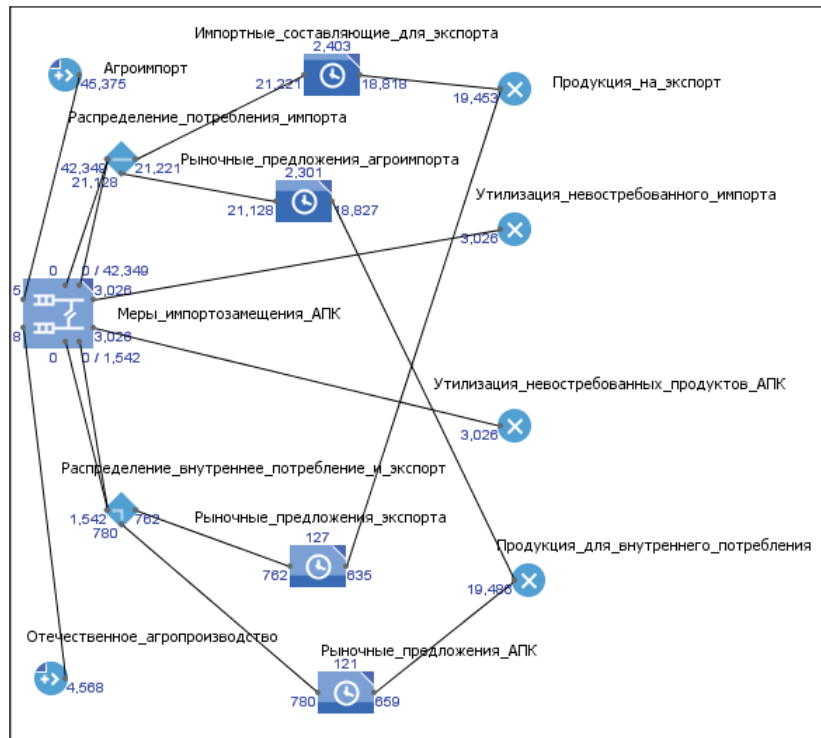 Импортные_составляющие_для_экспорта
2,403
Агроимпорт
45,375
21,221
18,818
19,453
Продукция_на_экспорт
Распределение_потребления_импорта
42,349
21,221
21,128
Рыночные_предложения_агроимпорта
2,301
21,128
18,827
Утилизация_невостребованного_импорта
3,026
0
0 / 42,349
5
3,026
Меры_импортозамещения_АПК
8
3,026
0
0 / 1,542
Утилизация_невостребованных_продуктов_АПК
3,026
Распределение_внутреннее_потребление_и_экспорт
1,542
762
780
Рыночные_предложения_экспорта
127
762
635
Продукция_для_внутреннего_потребления
19,486
Отечественное_агропроизводство
4,568
Рыночные_предложения_АПК
121
780
659